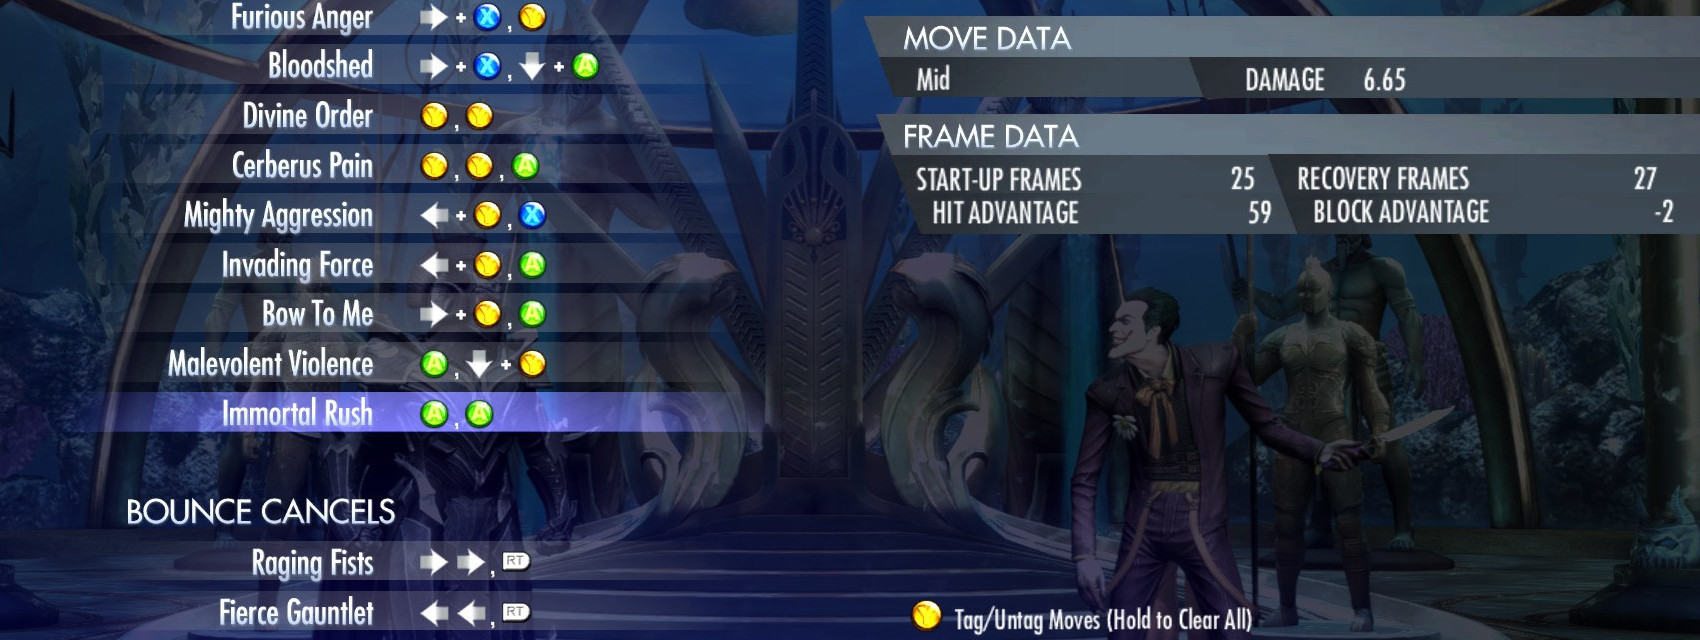 Furious Anger + X , Y
Bloodshed + X , + A
Divine Order Y , Y
Cerberus Pain Y , Y , A
Mighty Aggression + Y , X
Invading Force + Y , A
Bow To Me + Y , A
Malevolent Violence A , + Y
Immortal Rush A , A
BOUNCE CANCELS
Raging Fists , RT
Fierce Gauntlet , RT
MOVE DATA
Mid DAMAGE 6.65
FRAME DATA
START-UP FRAMES 25 RECOVERY FRAMES 27
HIT ADVANTAGE 59 BLOCK ADVANTAGE -2
Y Tag/Untag Moves (Hold to Clear All)